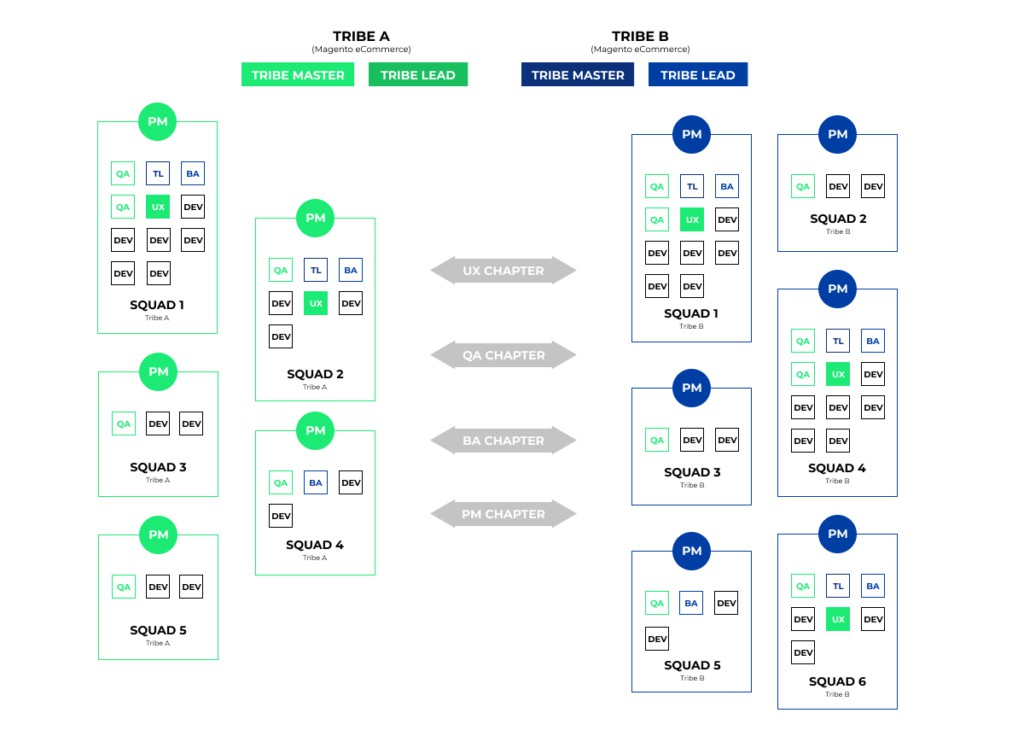 TRIBE A
(Magento eCommerce)
TRIBE MASTER TRIBE LEAD
TRIBE B
(Magento eCommerce)
TRIBE MASTER TRIBE LEAD
PM
QA TL BA
QA UX DEV
DEV DEV DEV
DEV DEV
SQUAD 1
Tribe A
PM
QA TL BA
DEV UX DEV
DEV
SQUAD 2
Tribe A
PM
QA DEV DEV
SQUAD 3
Tribe A
PM
QA BA DEV
DEV
SQUAD 4
Tribe A
PM
QA DEV DEV
SQUAD 5
Tribe A
UX CHAPTER
QA CHAPTER
BA CHAPTER
PM CHAPTER
PM
QA TL BA
QA UX DEV
DEV DEV DEV
DEV DEV
SQUAD 1
Tribe B
PM
QA DEV DEV
SQUAD 2
Tribe B
PM
QA DEV DEV
SQUAD 3
Tribe B
PM
QA TL BA
QA UX DEV
DEV DEV DEV
DEV DEV
SQUAD 4
Tribe B
PM
QA BA DEV
DEV
SQUAD 5
Tribe B
PM
QA TL BA
DEV UX DEV
DEV
SQUAD 6
Tribe B